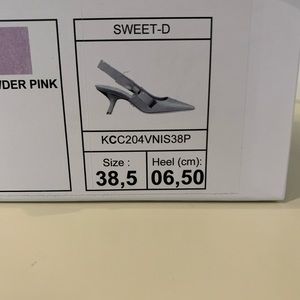 SWEET-D
DER PINK
KCC204VNIS38P
Size :
Heel (cm):
38,5
06,50